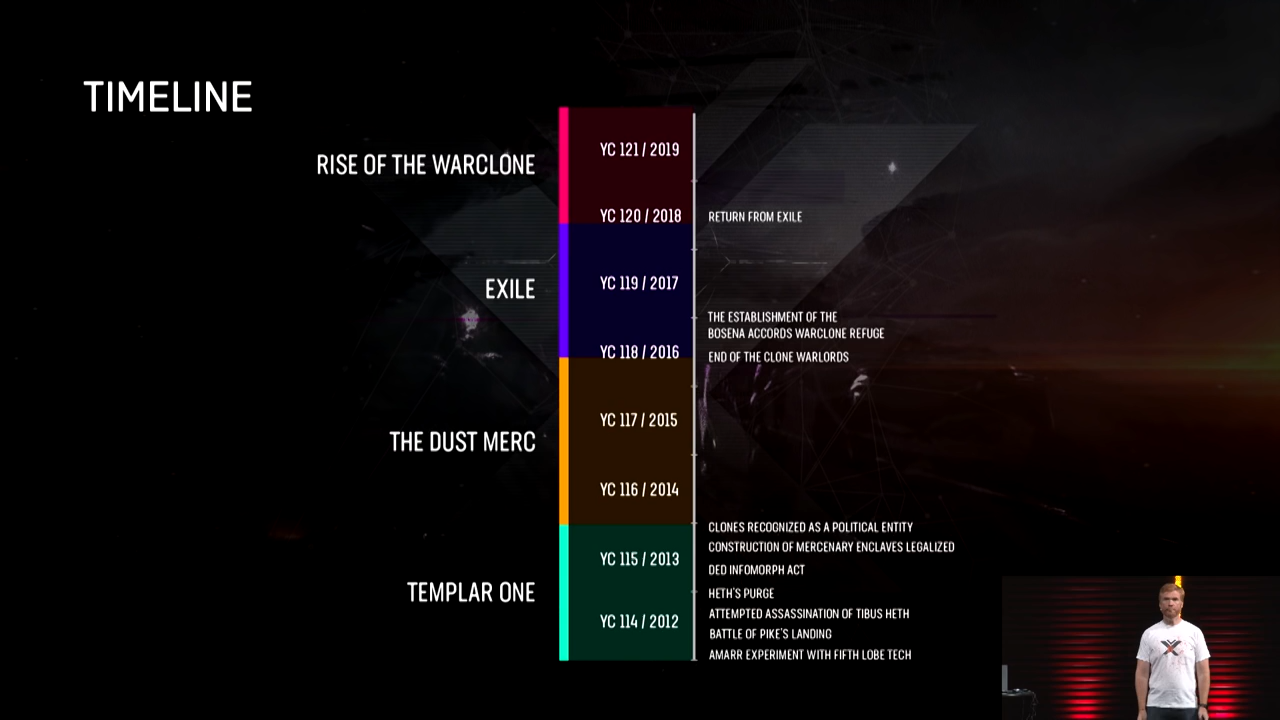 TIMELINE
RISE OF THE WARCLONE
YC 121 / 2019
YC 120 / 2018
RETURN FROM EXILE
EXILE
YC 119 / 2017
THE ESTABLISHMENT OF THE
BOSENA ACCORDS WARCLONE REFUGE
YC 118 / 2016
END OF THE CLONE WARLORDS
THE DUST MERC
YC 117 / 2015
YC 116 / 2014
CLONES RECOGNIZED AS A POLITICAL ENTITY
CONSTRUCTION OF MERCENARY ENCLAVES LEGALIZED
TEMPLAR ONE
YC 115 / 2013
DED INFOMORPH ACT
HETH'S PURGE
ATTEMPTED ASSASSINATION OF TIBUS HETH
YC 114 / 2012
BATTLE OF PIKE'S LANDING
AMARR EXPERIMENT WITH FIFTH LOBE TECH